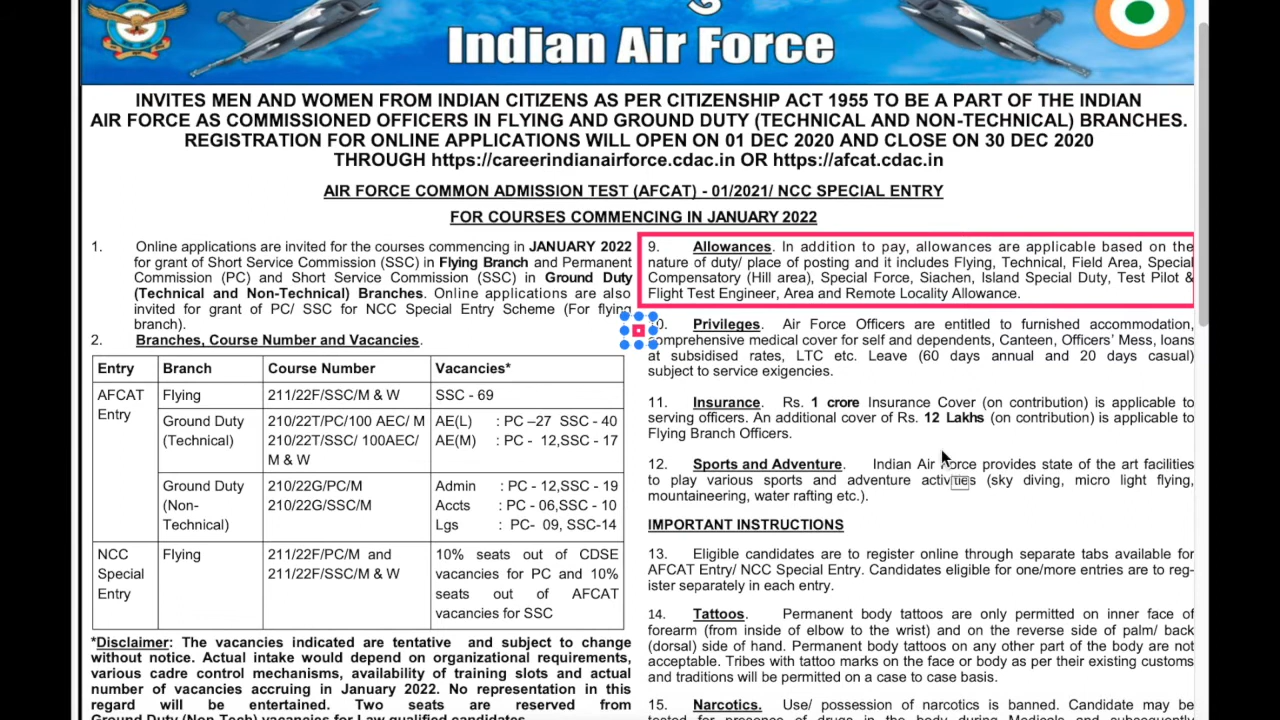 Indian Air Force
INVITES MEN AND WOMEN FROM INDIAN CITIZENS AS PER CITIZENSHIP ACT 1955 TO BE A PART OF THE INDIAN
AIR FORCE AS COMMISSIONED OFFICERS IN FLYING AND GROUND DUTY (TECHNICAL AND NON-TECHNICAL) BRANCHES.
REGISTRATION FOR ONLINE APPLICATIONS WILL OPEN ON 01 DEC 2020 AND CLOSE ON 30 DEC 2020
THROUGH https://careerindianairforce.cdac.in OR https://afcat.cdac.in
AIR FORCE COMMON ADMISSION TEST (AFCAT) - 01/2021/ NCC SPECIAL ENTRY
FOR COURSES COMMENCING IN JANUARY 2022
1. Online applications are invited for the courses commencing in JANUARY 2022
for grant of Short Service Commission (SSC) in Flying Branch and Permanent
Commission (PC) and Short Service Commission (SSC) in Ground Duty
(Technical and Non-Technical) Branches. Online applications are also
invited for grant of PC/ SSC for NCC Special Entry Scheme (For flying
branch).
2. Branches, Course Number and Vacancies.
Entry Branch Course Number Vacancies*
AFCAT Entry Flying 211/22F/SSC/M & W SSC - 69
Ground Duty 210/22T/PC/100 AEC/ M AE(L) : PC –27 SSC - 40
(Technical) 210/22T/SSC/ 100AEC/ AE(M) : PC - 12,SSC - 17
M & W
Ground Duty 210/22G/PC/M Admin : PC - 12,SSC - 19
(Non- 210/22G/SSC/M Accts : PC - 06,SSC - 10
Technical) Lgs : PC- 09, SSC-14
NCC Flying 211/22F/PC/M and 10% seats out of CDSE
Special 211/22F/SSC/M & W vacancies for PC and 10%
Entry seats out of AFCAT
vacancies for SSC
*Disclaimer: The vacancies indicated are tentative and subject to change
without notice. Actual intake would depend on organizational requirements,
various cadre control mechanisms, availability of training slots and actual
number of vacancies accruing in January 2022. No representation in this
regard will be entertained. Two seats are reserved from
Ground Duty (Non-Tech) vacancies for Law qualified candidates.
9. Allowances. In addition to pay, allowances are applicable based on the
nature of duty/ place of posting and it includes Flying, Technical, Field Area, Special
Compensatory (Hill area), Special Force, Siachen, Island Special Duty, Test Pilot &
Flight Test Engineer, Area and Remote Locality Allowance.
10. Privileges. Air Force Officers are entitled to furnished accommodation,
comprehensive medical cover for self and dependents, Canteen, Officers' Mess, loans
at subsidised rates, LTC etc. Leave (60 days annual and 20 days casual)
subject to service exigencies.
11. Insurance. Rs. 1 crore Insurance Cover (on contribution) is applicable to
serving officers. An additional cover of Rs. 12 Lakhs (on contribution) is applicable to
Flying Branch Officers.
12. Sports and Adventure. Indian Air Force provides state of the art facilities
to play various sports and adventure activities (sky diving, micro light flying,
mountaineering, water rafting etc.).
IMPORTANT INSTRUCTIONS
13. Eligible candidates are to register online through separate tabs available for
AFCAT Entry/ NCC Special Entry. Candidates eligible for one/more entries are to reg-
ister separately in each entry.
14. Tattoos. Permanent body tattoos are only permitted on inner face of
forearm (from inside of elbow to the wrist) and on the reverse side of palm/ back
(dorsal) side of hand. Permanent body tattoos on any other part of the body are not
acceptable. Tribes with tattoo marks on the face or body as per their existing customs
and traditions will be permitted on a case to case basis.
15. Narcotics. Use/ possession of narcotics is banned. Candidate may be
tested for presence of drugs in the body during Medicals and subsequently